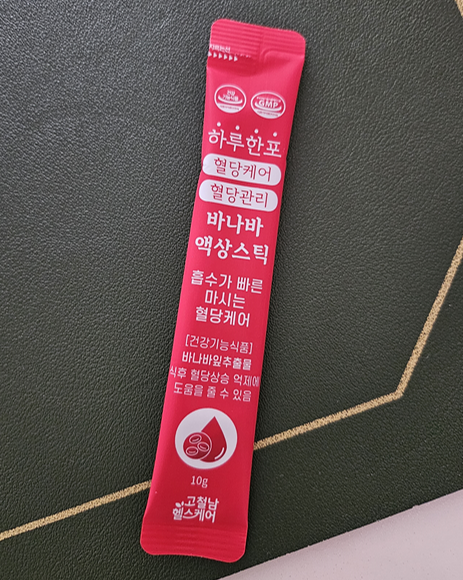 GMP
하루한포
혈당케어
혈당관리
바나바
액상스틱
흡수가 빠른
마시는
혈당케어
[건강기능식품]
바나바잎추출물
식후 혈당상승 억제에
도움을 줄 수 있음
10g
고철남
헬스케어